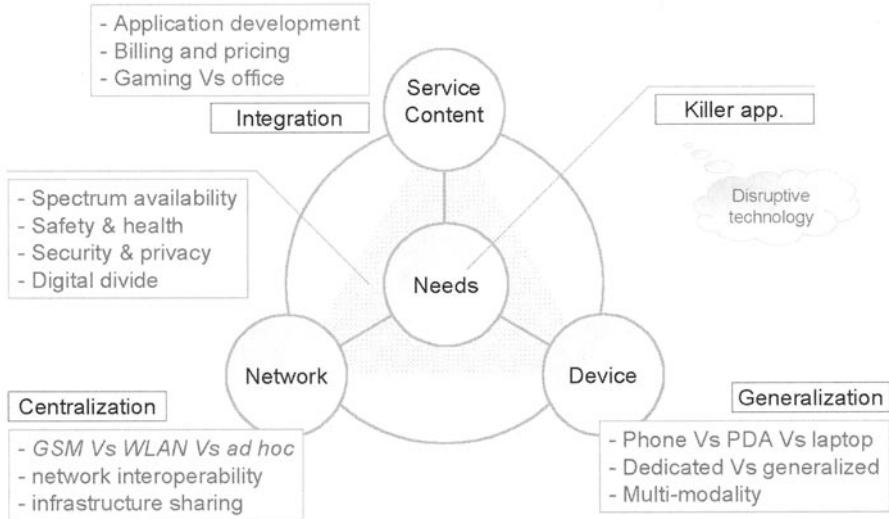 - Application development
- Billing and pricing
- Gaming Vs office
Integration
Service
Content
Killer app.
Disruptive
technology
- Spectrum availability
- Safety & health
- Security & privacy
- Digital divide
Needs
Network
Device
Centralization
- GSM Vs WLAN Vs ad hoc
- network interoperability
- infrastructure sharing
Generalization
- Phone Vs PDA Vs laptop
- Dedicated Vs generalized
- Multi-modality